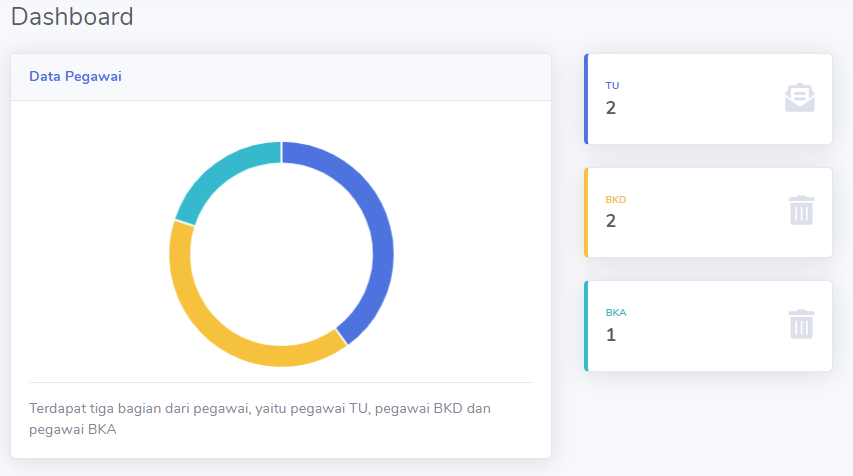 Dashboard
Data Pegawai
Terdapat tiga bagian dari pegawai, yaitu pegawai TU, pegawai BKD dan
pegawai BKA
TU
2
BKD
2
BKA
1